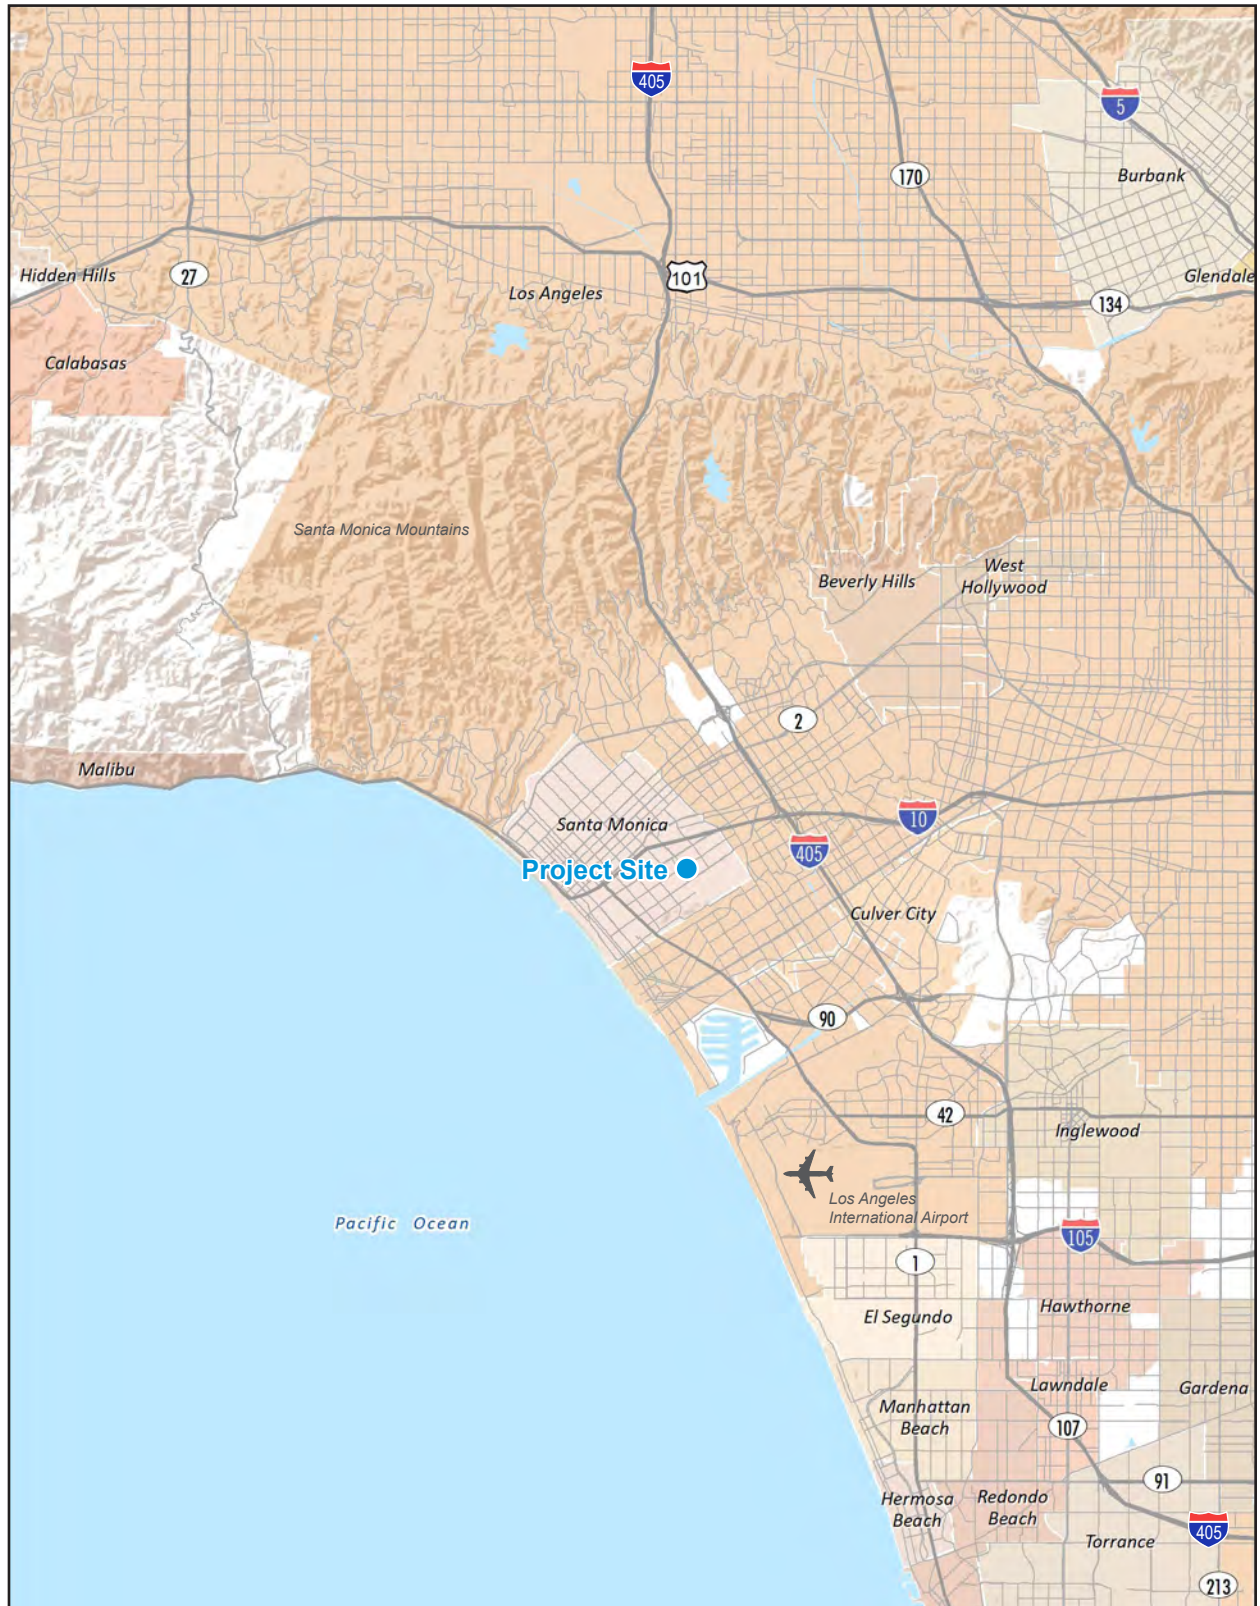 405
5
Burbank
170
Hidden Hills
27
Los Angeles
101
Glendale
134
Calabasas
Santa Monica Mountains
Beverly Hills
West
Hollywood
2
Malibu
Santa Monica
10
405
Project Site
Culver City
90
42
Inglewood
Los Angeles
International Airport
Pacific Ocean
105
1
Hawthorne
El Segundo
Lawndale
Gardena
Manhattan
Beach
107
91
Hermosa
Beach
Redondo
Beach
405
Torrance
213